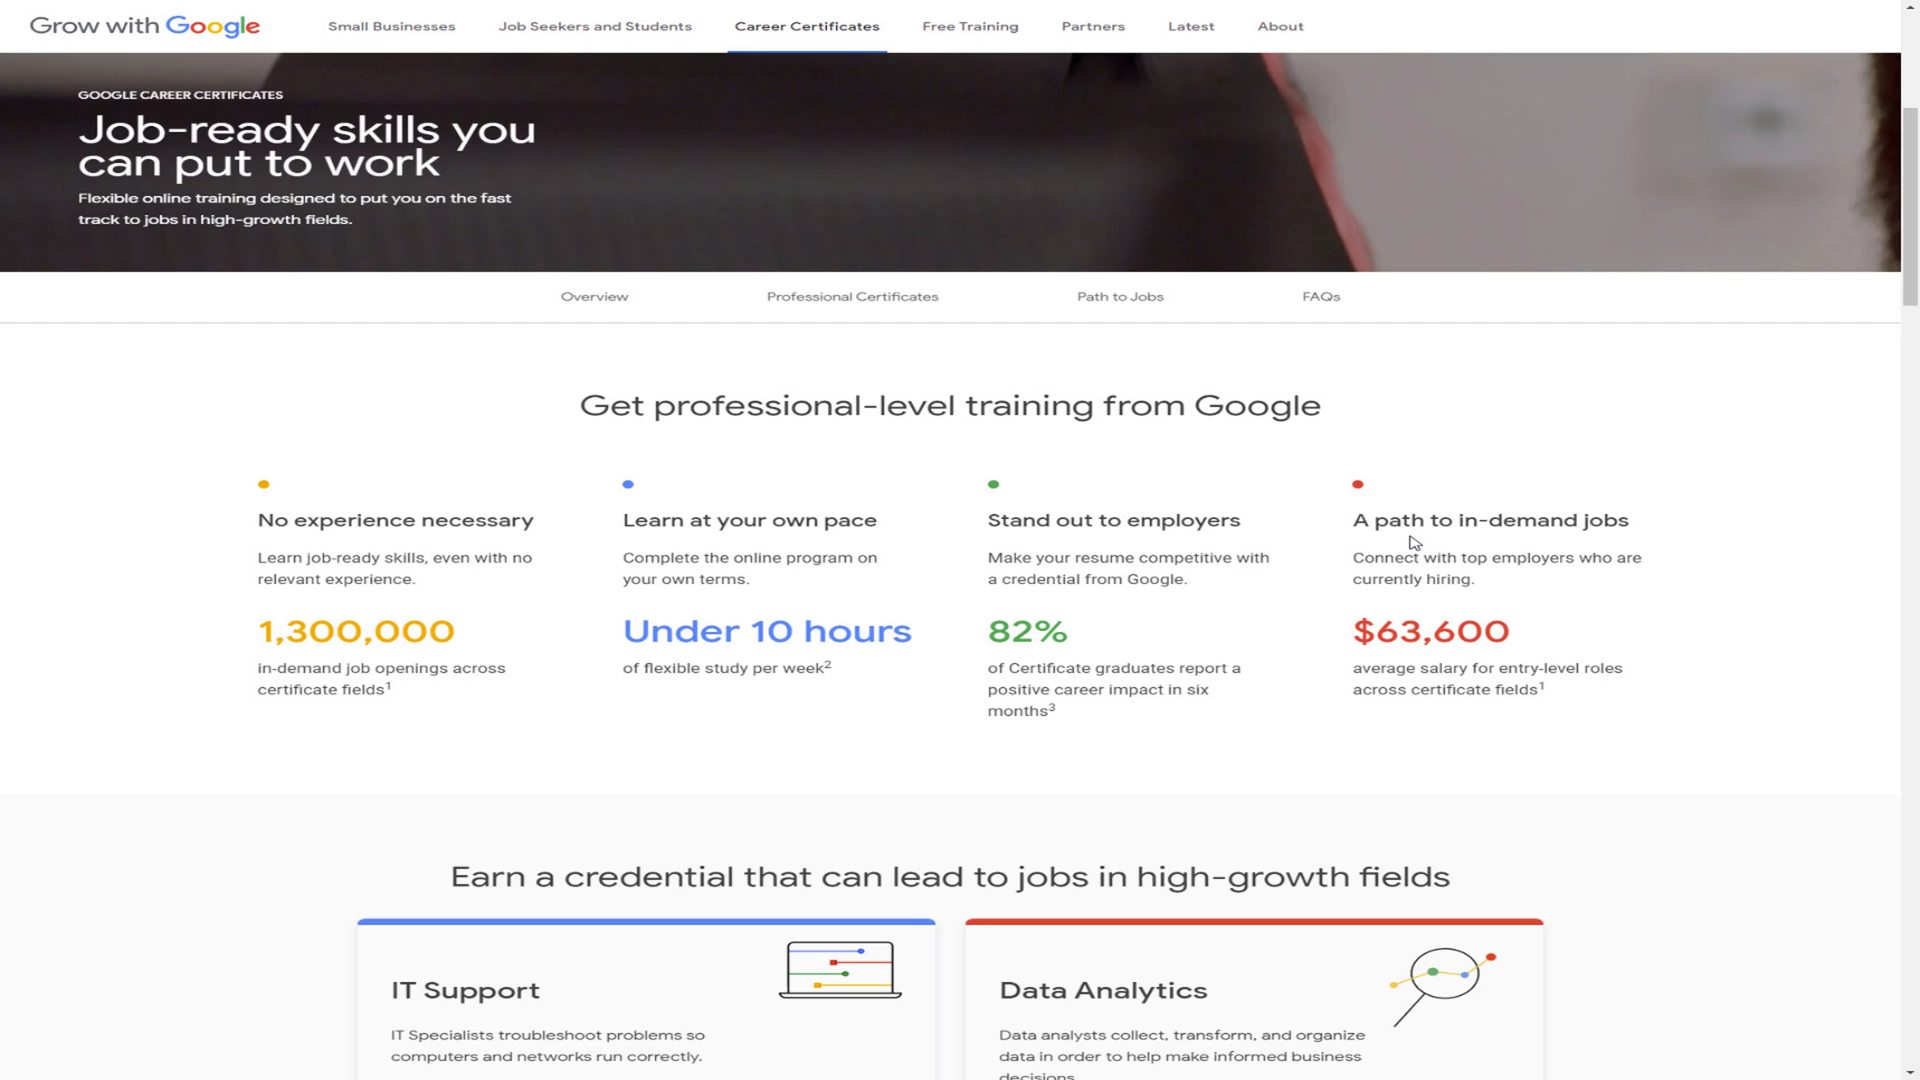 Grow with Google
Small Businesses
Job Seekers and Students
Career Certificates
Free Training
Partners
Latest
About
GOOGLE CAREER CERTIFICATES
Job-ready skills you
can put to work
Flexible online training designed to put you on the fast
track to jobs in high-growth fields.
Overview
Professional Certificates
Path to Jobs
FAQs
Get professional-level training from Google
No experience necessary
Learn job-ready skills, even with no
relevant experience.
1,300,000
in-demand job openings across
certificate fields1
Learn at your own pace
Complete the online program on
your own terms.
Under 10 hours
of flexible study per week2
Stand out to employers
Make your resume competitive with
a credential from Google.
82%
of Certificate graduates report a
positive career impact in six
months3
A path to in-demand jobs
Connect with top employers who are
currently hiring.
$63,600
average salary for entry-level roles
across certificate fields1
Earn a credential that can lead to jobs in high-growth fields
IT Support
IT Specialists troubleshoot problems so
computers and networks run correctly.
Data Analytics
Data analysts collect, transform, and organize
data in order to help make informed business
decisions